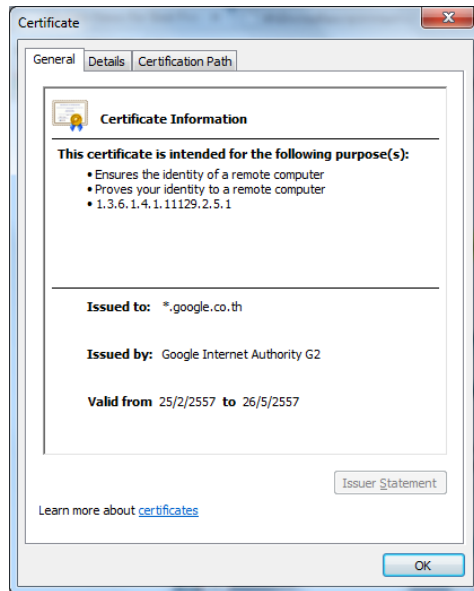 Certificate
General Details Certification Path
Certificate Information
This certificate is intended for the following purpose(s):
• Ensures the identity of a remote computer
• Proves your identity to a remote computer
• 1.3.6.1.4.1.11129.2.5.1
Issued to: *.google.co.th
Issued by: Google Internet Authority G2
Valid from 25/2/2557 to 26/5/2557
Issuer Statement
Learn more about certificates
OK